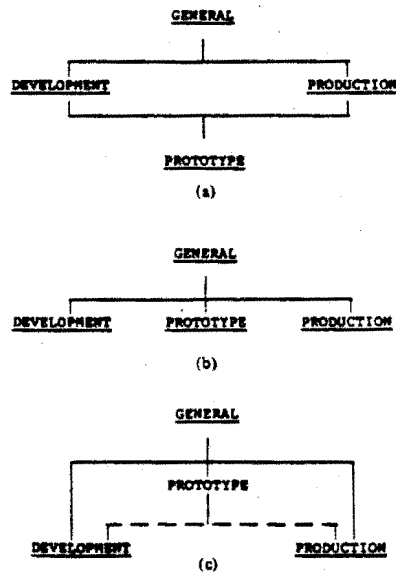 GENERAL
DEVELOPMENT PRODUCTION
PROTOTYPE
(a)
GENERAL
DEVELOPMENT PROTOTYPE PRODUCTION
(b)
GENERAL
PROTOTYPE
DEVELOPMENT PRODUCTION
(c)